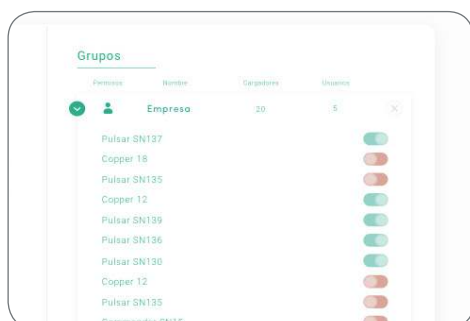 Grupos
Permisos Nombre Cargadores Usuarios
Empresa 20 5
Pulsar SN137
Copper 18
Pulsar SN135
Copper 12
Pulsar SN139
Pulsar SN136
Pulsar SN130
Copper 12
Pulsar SN135